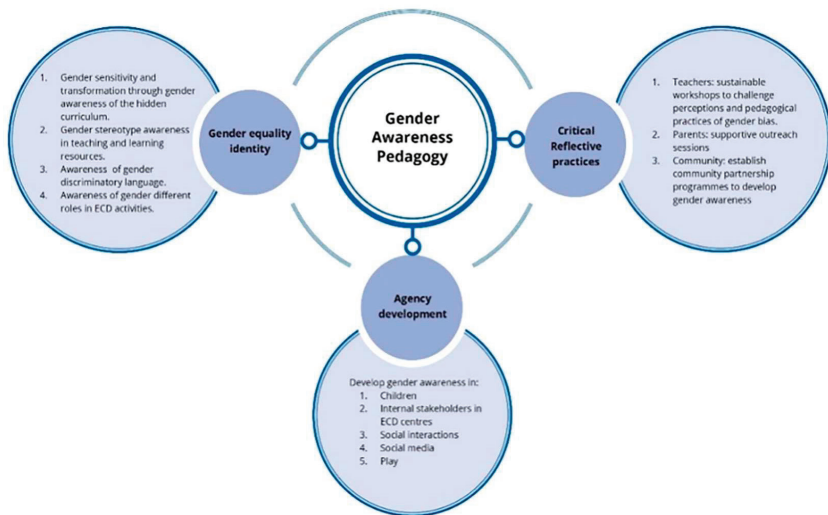 Gender
Awareness
Pedagogy
Gender equality
identity
1. Gender sensitivity and
transformation through gender
awareness of the hidden
curriculum.
2. Gender stereotype awareness
in teaching and learning
resources.
3. Awareness of gender
discriminatory language.
4. Awareness of gender different
roles in ECD activities.
Critical
Reflective
practices
1. Teachers: sustainable
workshops to challenge
perceptions and pedagogical
practices of gender bias.
2. Parents: supportive outreach
sessions
3. Community: establish
community partnership
programmes to develop
gender awareness
Agency
development
Develop gender awareness in:
1. Children
2. Internal stakeholders in
ECD centres
3. Social interactions
4. Social media
5. Play